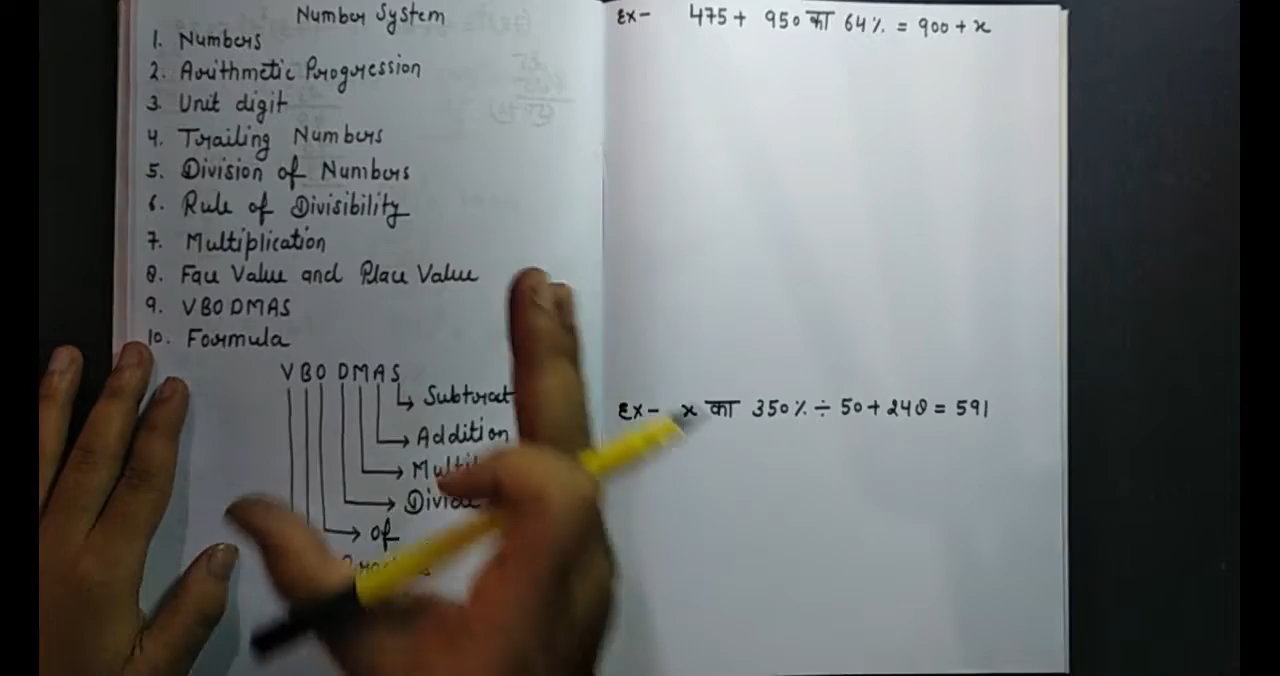 Number System
1. Numbers
2. Arithmetic Progression
3. Unit digit
4. Trailing Numbers
5. Division of Numbers
6. Rule of Divisibility
7. Multiplication
8. Face Value and Place Value
9. VBODMAS
10. Formula
V B O D M A S
Subtract
Addition
of
Ex- 475 + 950 का 64% = 900 + x
Ex- x का 350% ÷ 50 + 248 = 591